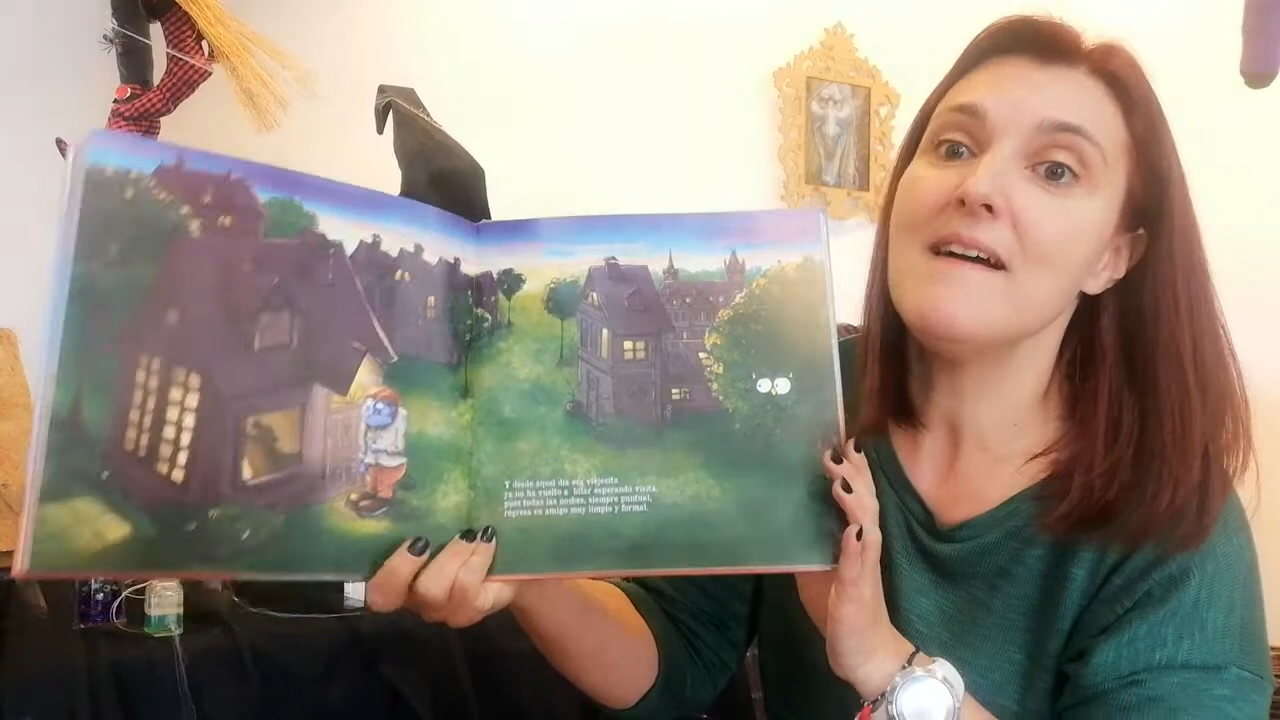 Y desde aquel día esa viejecita
ya no ha vuelto a hilar esperando visita,
pues todas las noches, siempre puntual,
regresa su amigo muy limpio y formal.